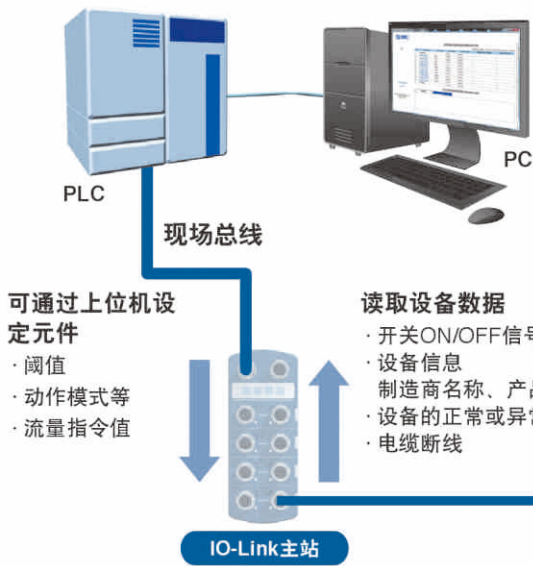 PLC
PC
现场总线
可通过上位机设
定元件
· 阈值
· 动作模式等
· 流量指令值
读取设备数据
· 开关ON/OFF信号
· 设备信息
制造商名称、产品
· 设备的正常或异常
· 电缆断线
IO-Link主站